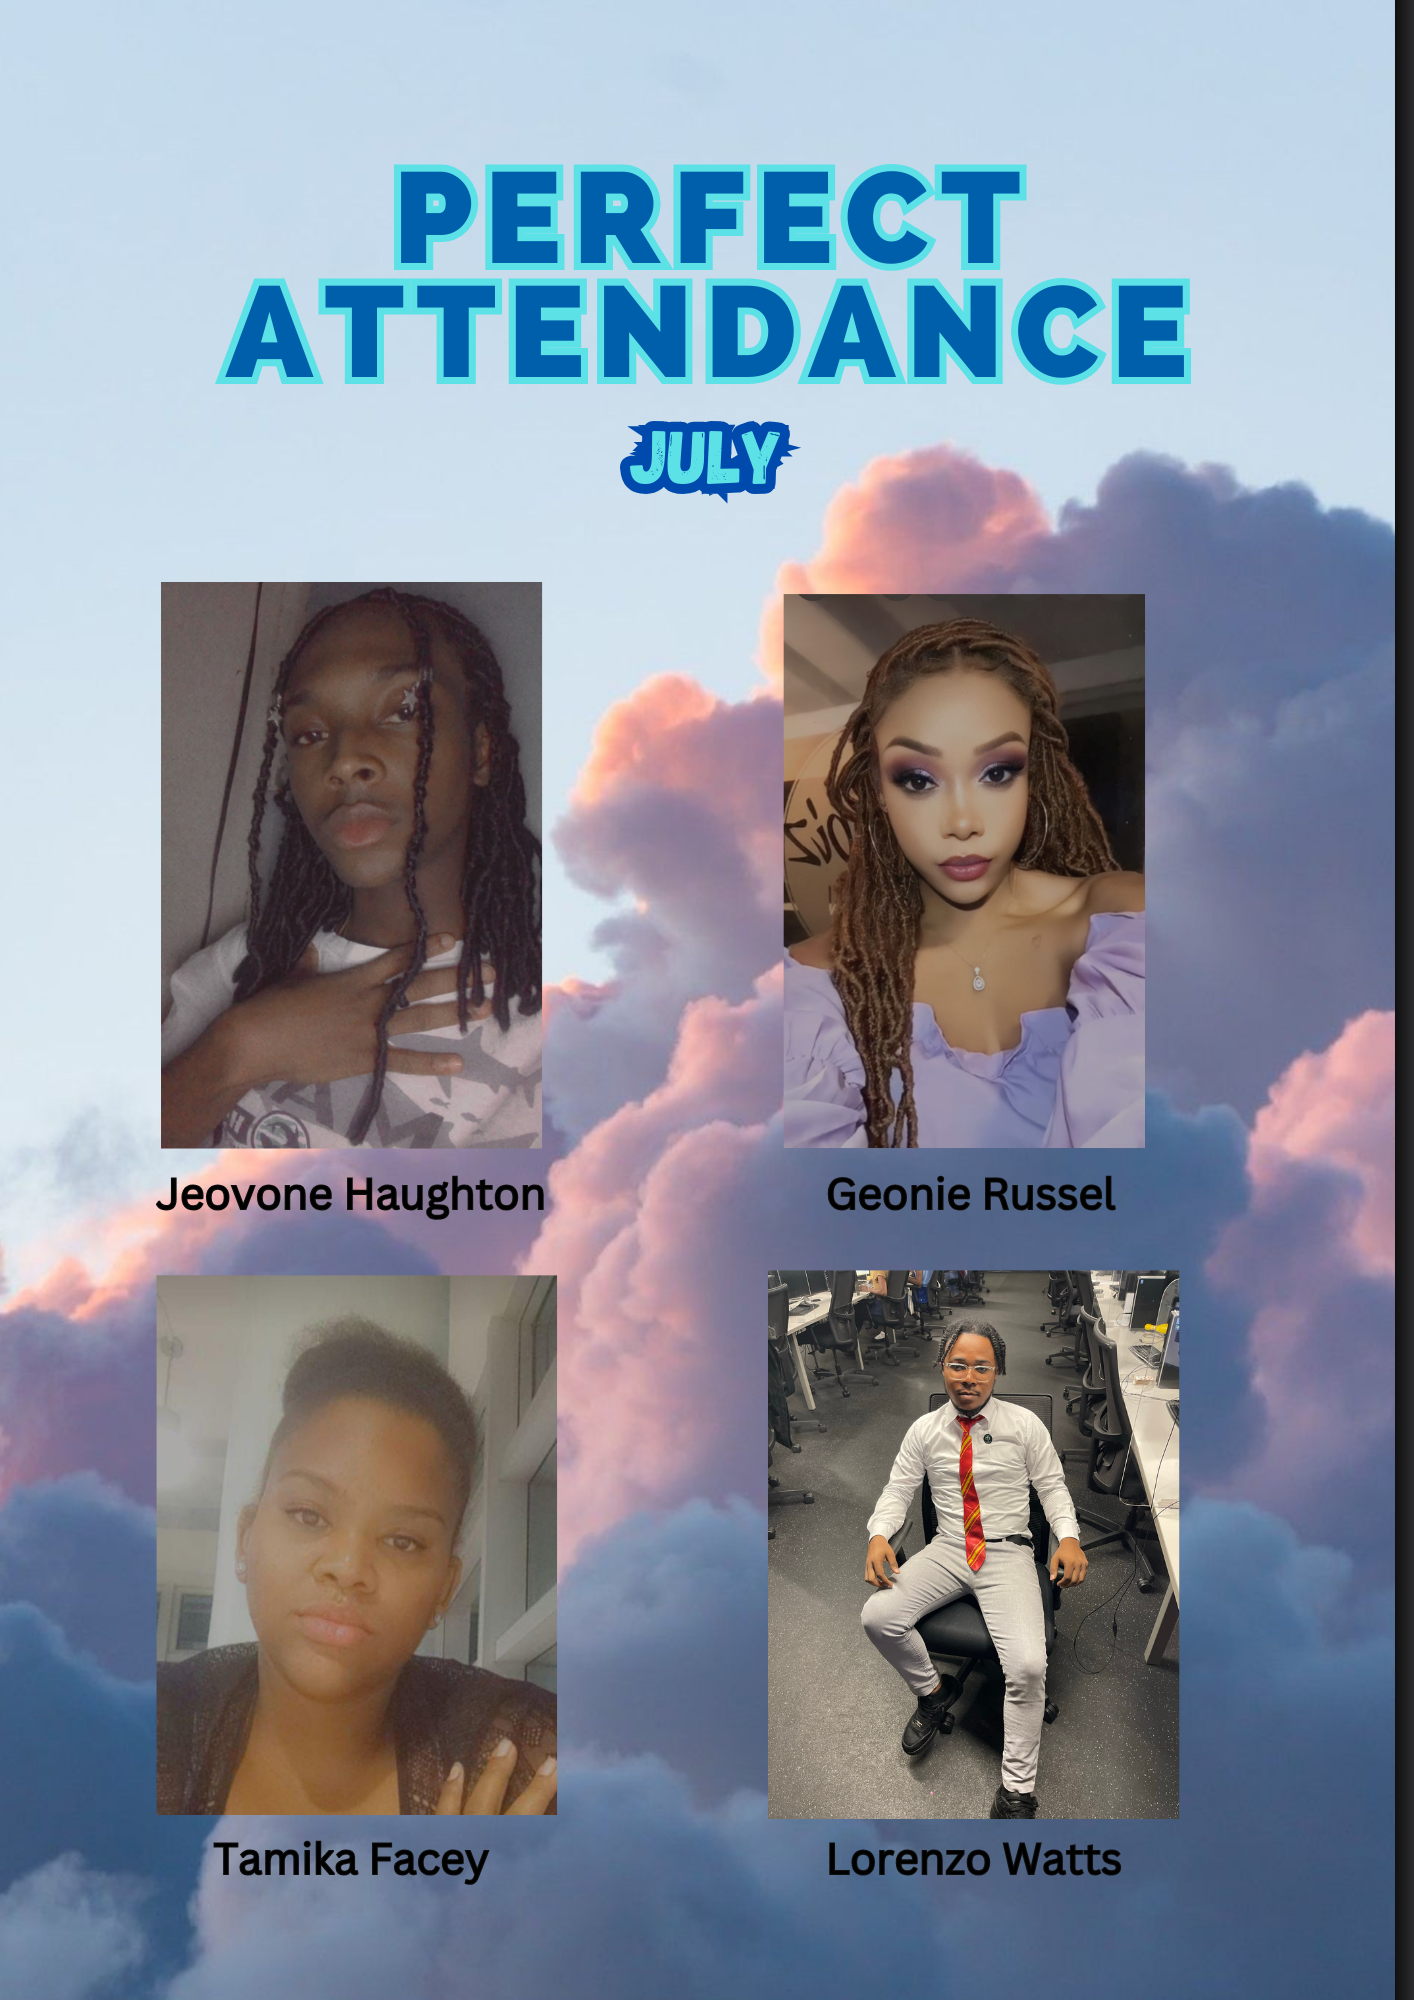 PERFECT
ATTENDANCE
JULY
Jeovone Haughton
Geonie Russel
Tamika Facey
Lorenzo Watts